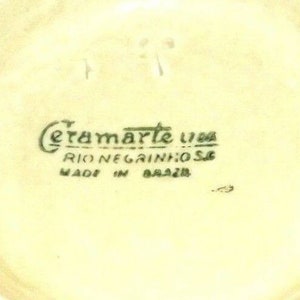 Ceramarte LTDA
RIO NEGRINHO S.C
MADE IN BRAZIL